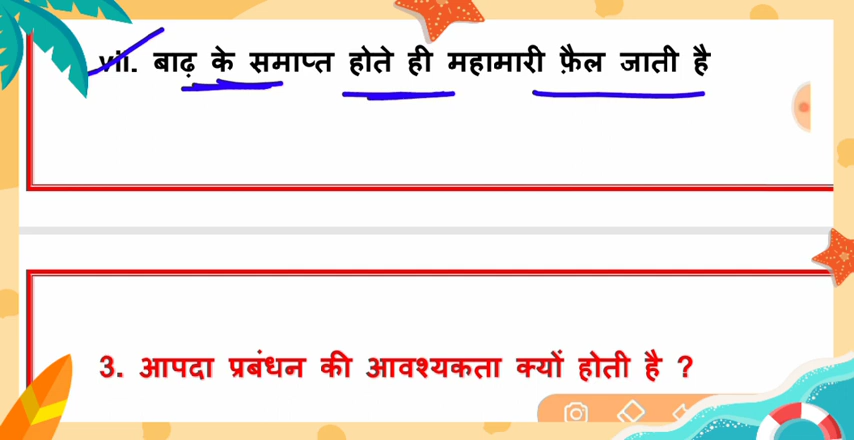 vii. बाढ़ के समाप्त होते ही महामारी फ़ैल जाती है
3. आपदा प्रबंधन की आवश्यकता क्यों होती है ?